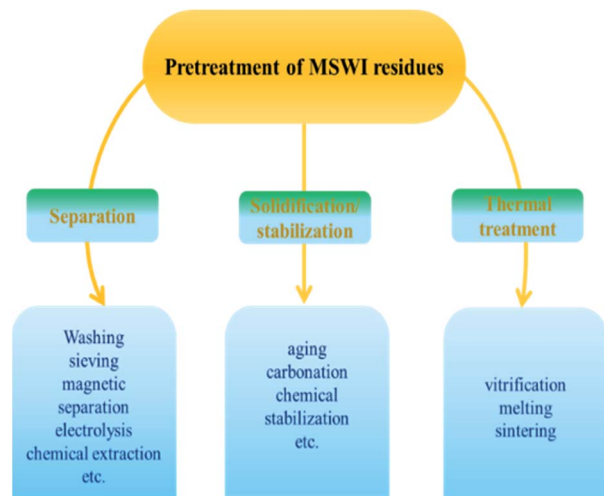 Pretreatment of MSWI residues
Separation
Solidification/
stabilization
Thermal
treatment
Washing
sieving
magnetic
separation
electrolysis
chemical extraction
etc.
aging
carbonation
chemical
stabilization
etc.
vitrification
melting
sintering